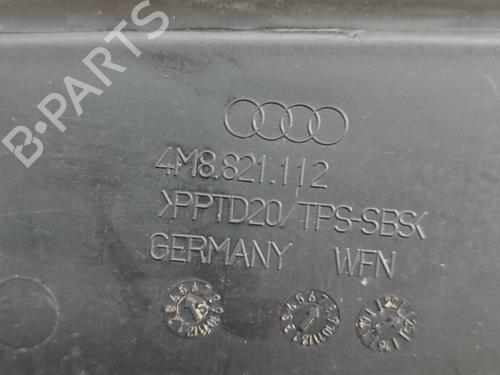 B-PARTS
4M8.821.112
>PPTD20/TPS-SBS<
GERMANY WFN